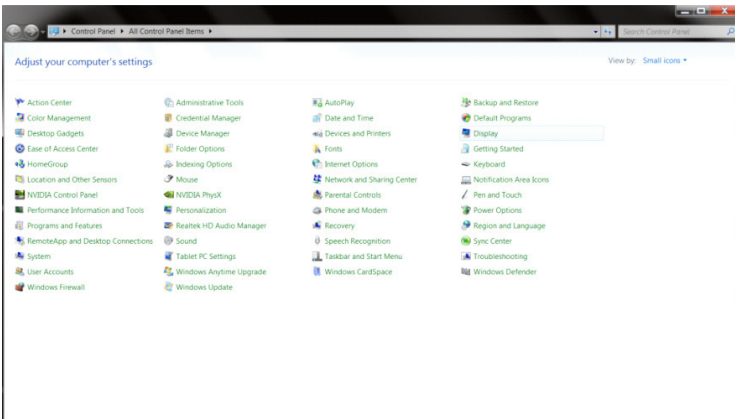 Control Panel ▸ All Control Panel Items ▸
Search Control Panel
Adjust your computer's settings
View by: Small icons
Action Center Administrative Tools AutoPlay Backup and Restore
Color Management Credential Manager Date and Time Default Programs
Desktop Gadgets Device Manager Devices and Printers Display
Ease of Access Center Folder Options Fonts Getting Started
HomeGroup Indexing Options Internet Options Keyboard
Location and Other Sensors Mouse Network and Sharing Center Notification Area Icons
NVIDIA Control Panel NVIDIA PhysX Parental Controls Pen and Touch
Performance Information and Tools Personalization Phone and Modem Power Options
Programs and Features Realtek HD Audio Manager Recovery Region and Language
RemoteApp and Desktop Connections Sound Speech Recognition Sync Center
System Tablet PC Settings Taskbar and Start Menu Troubleshooting
User Accounts Windows Anytime Upgrade Windows CardSpace Windows Defender
Windows Firewall Windows Update